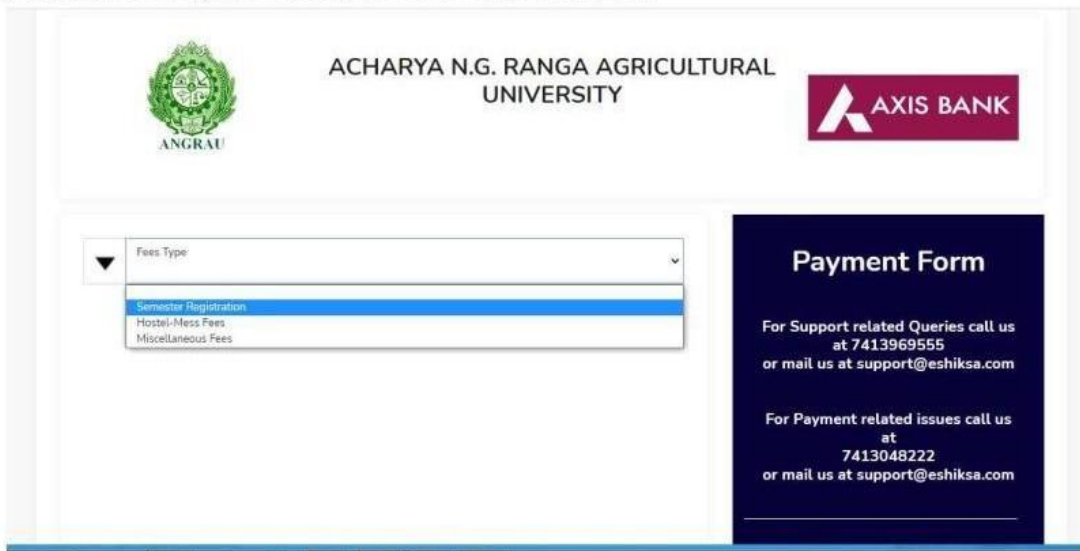 ACHARYA N.G. RANGA AGRICULTURAL
UNIVERSITY
ANGRAU
AXIS BANK
Fees Type
Semester Registration
Hostel-Mess Fees
Miscellaneous Fees
Payment Form
For Support related Queries call us
at 7413969555
or mail us at support@eshiksa.com
For Payment related issues call us
at
7413048222
or mail us at support@eshiksa.com